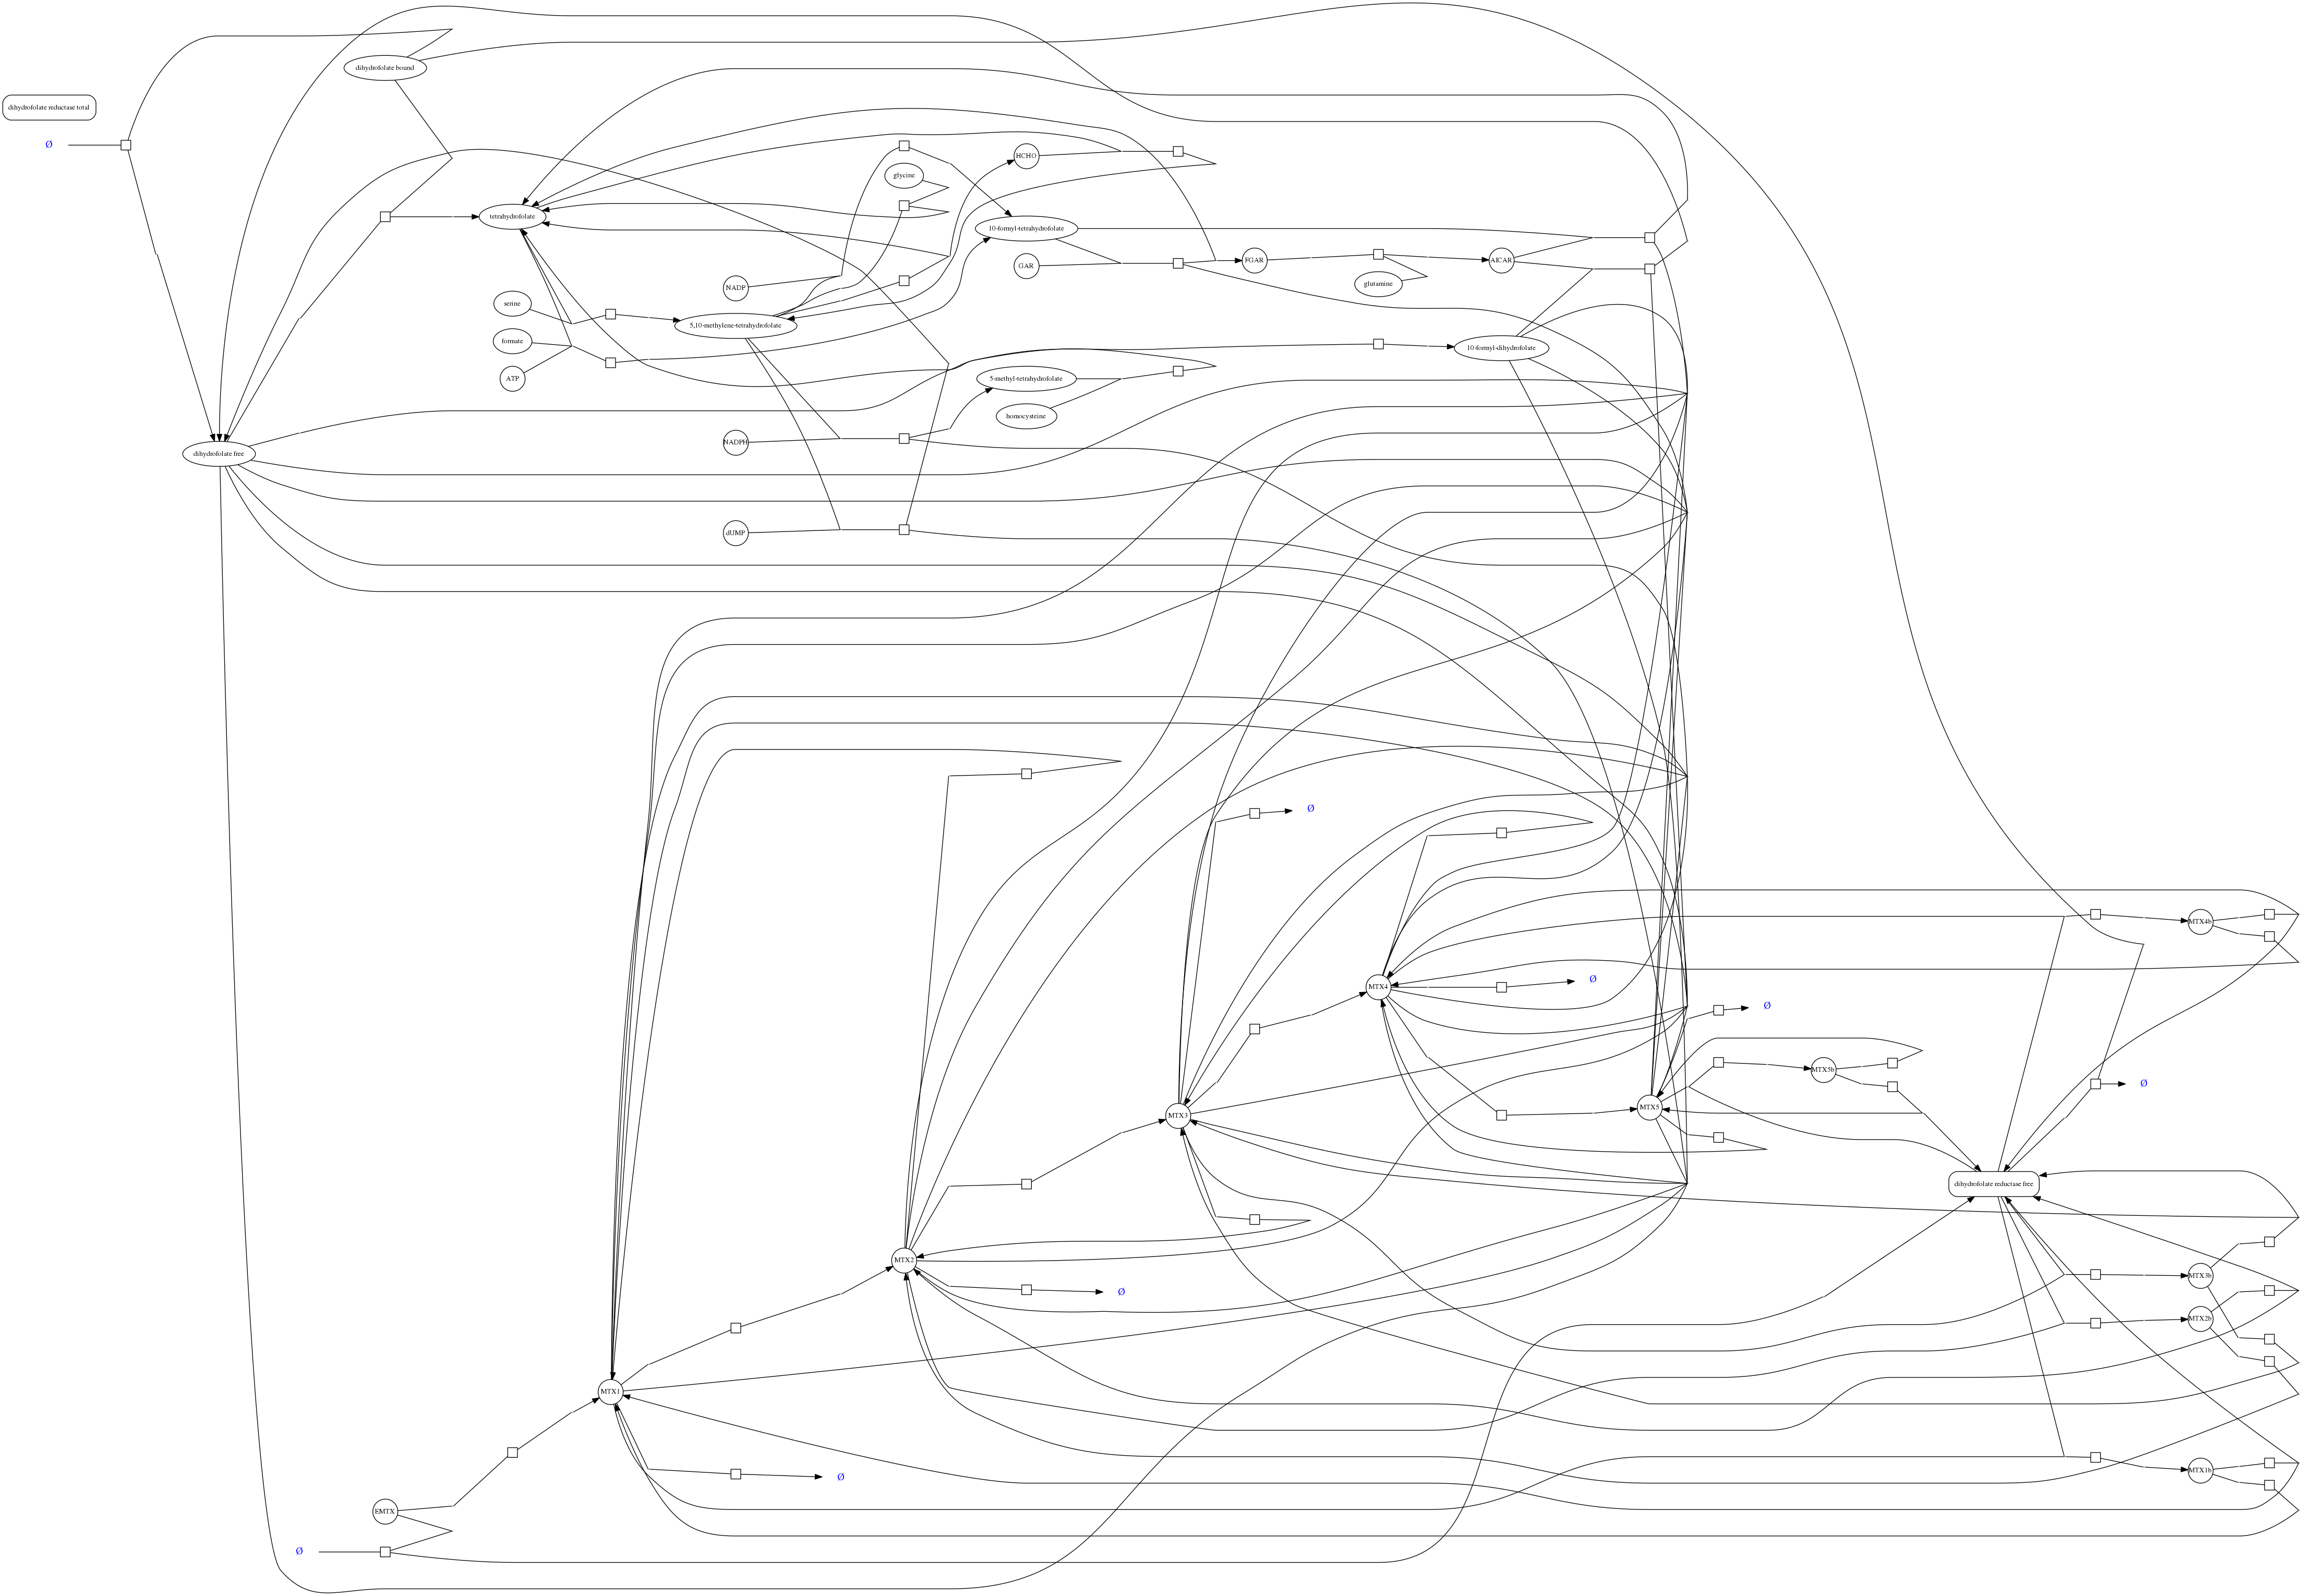 dihydrofolate bound
dihydrofolate reductase total
Ø
HCHO
glycine
tetrahydrofolate
10-formyl-tetrahydrofolate
GAR
FGAR
AICAR
glutamine
NADP
serine
5,10-methylene-tetrahydrofolate
formate
10-formyl-dihydrofolate
ATP
5-methyl-tetrahydrofolate
homocysteine
NADPH
dihydrofolate free
dUMP
Ø
MTX4b
MTX4
Ø
Ø
MTX5b
Ø
MTX5
MTX3
dihydrofolate reductase free
MTX2
MTX3b
Ø
MTX2b
MTX1
MTX1b
Ø
EMTX
Ø